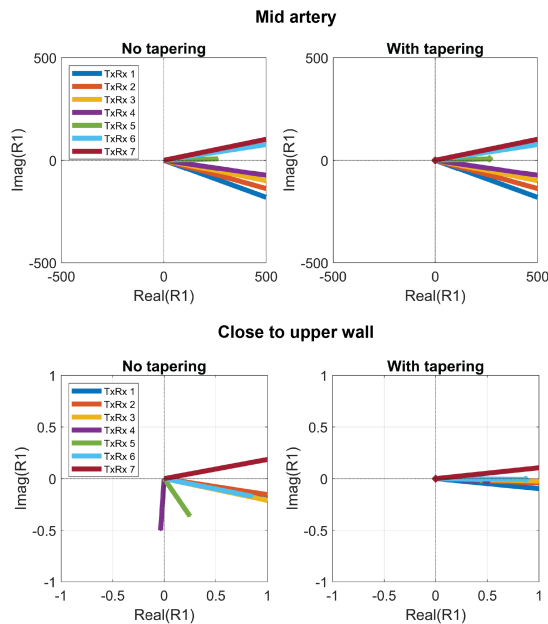 Mid artery
No tapering
With tapering
500
0
-500
-500
0
500
Imag(R1)
Real(R1)
TxRx 1
TxRx 2
TxRx 3
TxRx 4
TxRx 5
TxRx 6
TxRx 7
500
0
-500
-500
0
500
Imag(R1)
Real(R1)
Close to upper wall
No tapering
With tapering
1
0.5
0
-0.5
-1
-1
-0.5
0
0.5
1
Imag(R1)
Real(R1)
TxRx 1
TxRx 2
TxRx 3
TxRx 4
TxRx 5
TxRx 6
TxRx 7
1
0.5
0
-0.5
-1
-1
-0.5
0
0.5
1
Imag(R1)
Real(R1)